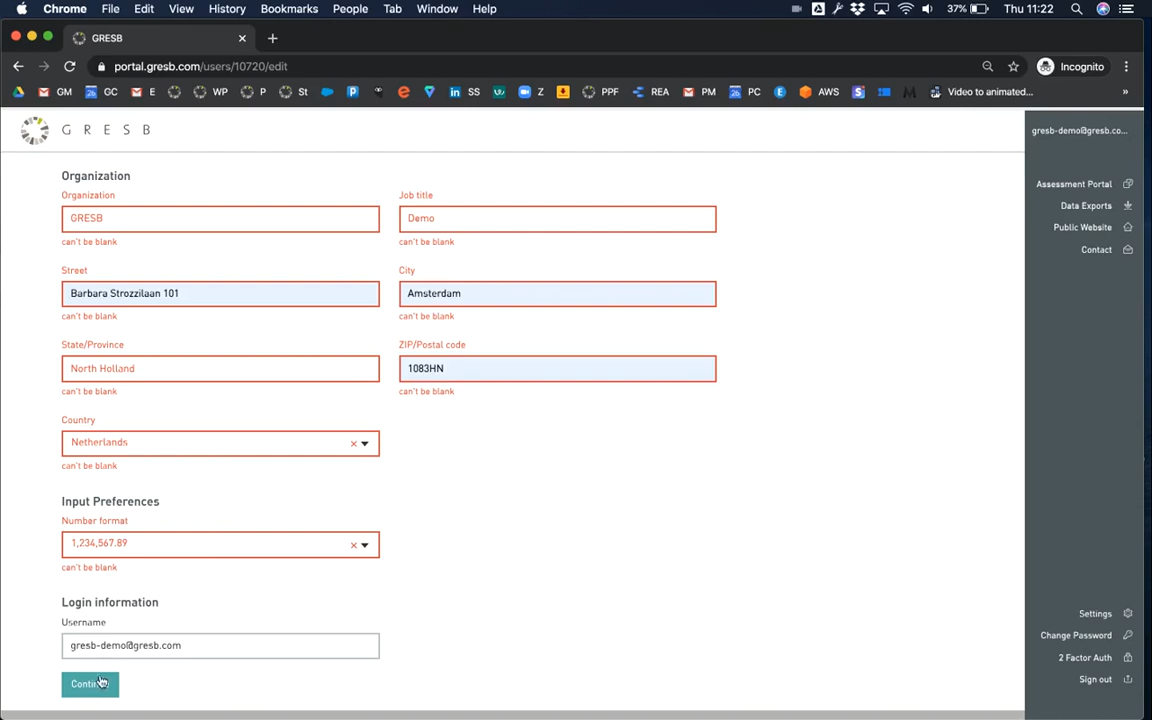 Chrome File Edit View History Bookmarks People Tab Window Help 37% Thu 11:22
GRESB
portal.gresb.com/users/10720/edit Incognito
GM GC E WP P St SS Z PPF REA PM PC AWS Video to animated... »
GRESB gresb-demo@gresb.co...
Organization
Organization Job title
GRESB Demo
can't be blank can't be blank
Street City
Barbara Strozzilaan 101 Amsterdam
can't be blank can't be blank
State/Province ZIP/Postal code
North Holland 1083HN
can't be blank can't be blank
Country
Netherlands
can't be blank
Input Preferences
Number format
1,234,567.89
can't be blank
Login information
Username
gresb-demo@gresb.com
Assessment Portal
Data Exports
Public Website
Contact
Settings
Change Password
2 Factor Auth
Sign out